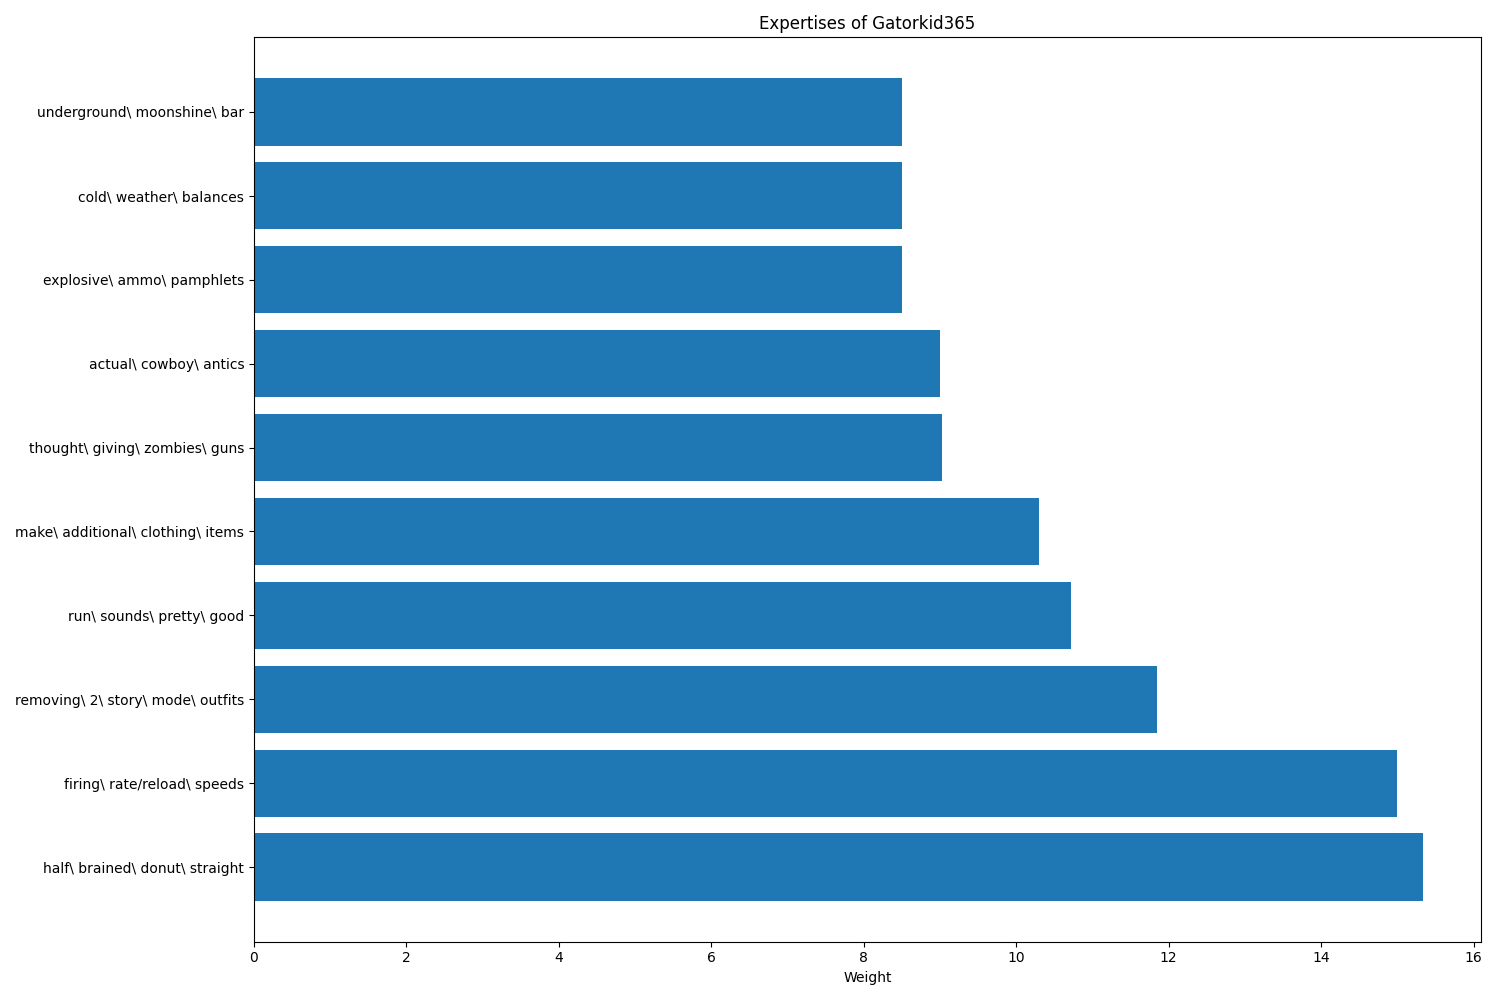 Expertises of Gatorkid365
underground\ moonshine\ bar
cold\ weather\ balances
explosive\ ammo\ pamphlets
actual\ cowboy\ antics
thought\ giving\ zombies\ guns
make\ additional\ clothing\ items
run\ sounds\ pretty\ good
removing\ 2\ story\ mode\ outfits
firing\ rate/reload\ speeds
half\ brained\ donut\ straight
0 2 4 6 8 10 12 14 16
Weight